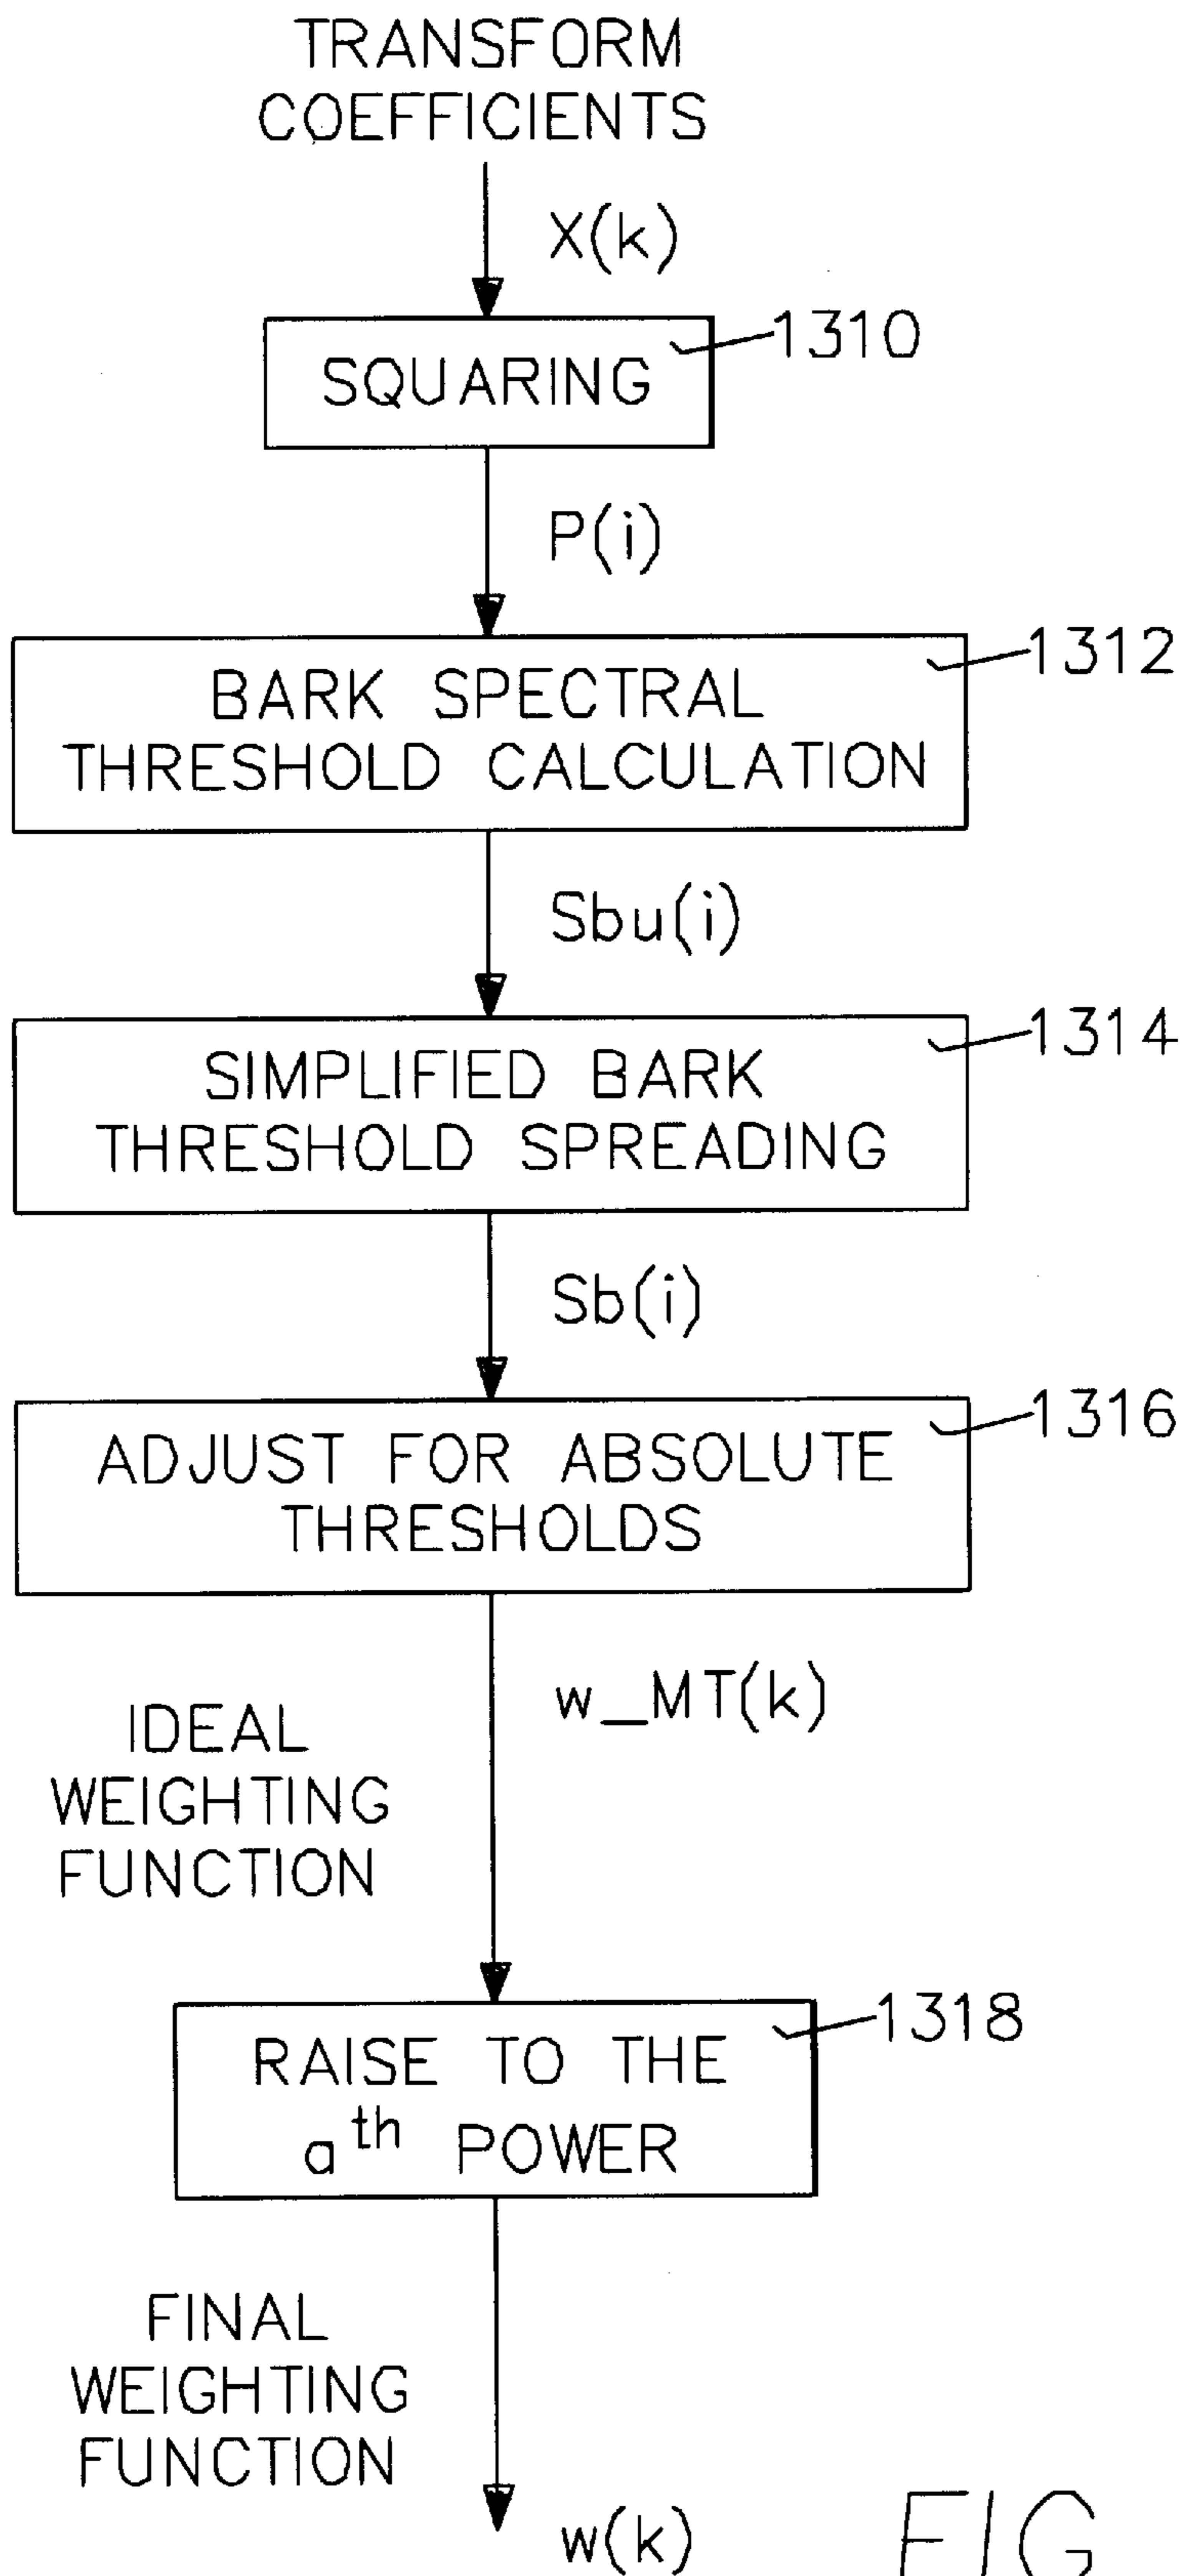 TRANSFORM
COEFFICIENTS
X(k)
1310
SQUARING
P(i)
1312
BARK SPECTRAL
THRESHOLD CALCULATION
Sbu(i)
1314
SIMPLIFIED BARK
THRESHOLD SPREADING
Sb(i)
1316
ADJUST FOR ABSOLUTE
THRESHOLDS
w_MT(k)
IDEAL
WEIGHTING
FUNCTION
1318
RAISE TO THE
a^th POWER
FINAL
WEIGHTING
FUNCTION
w(k)
FIG